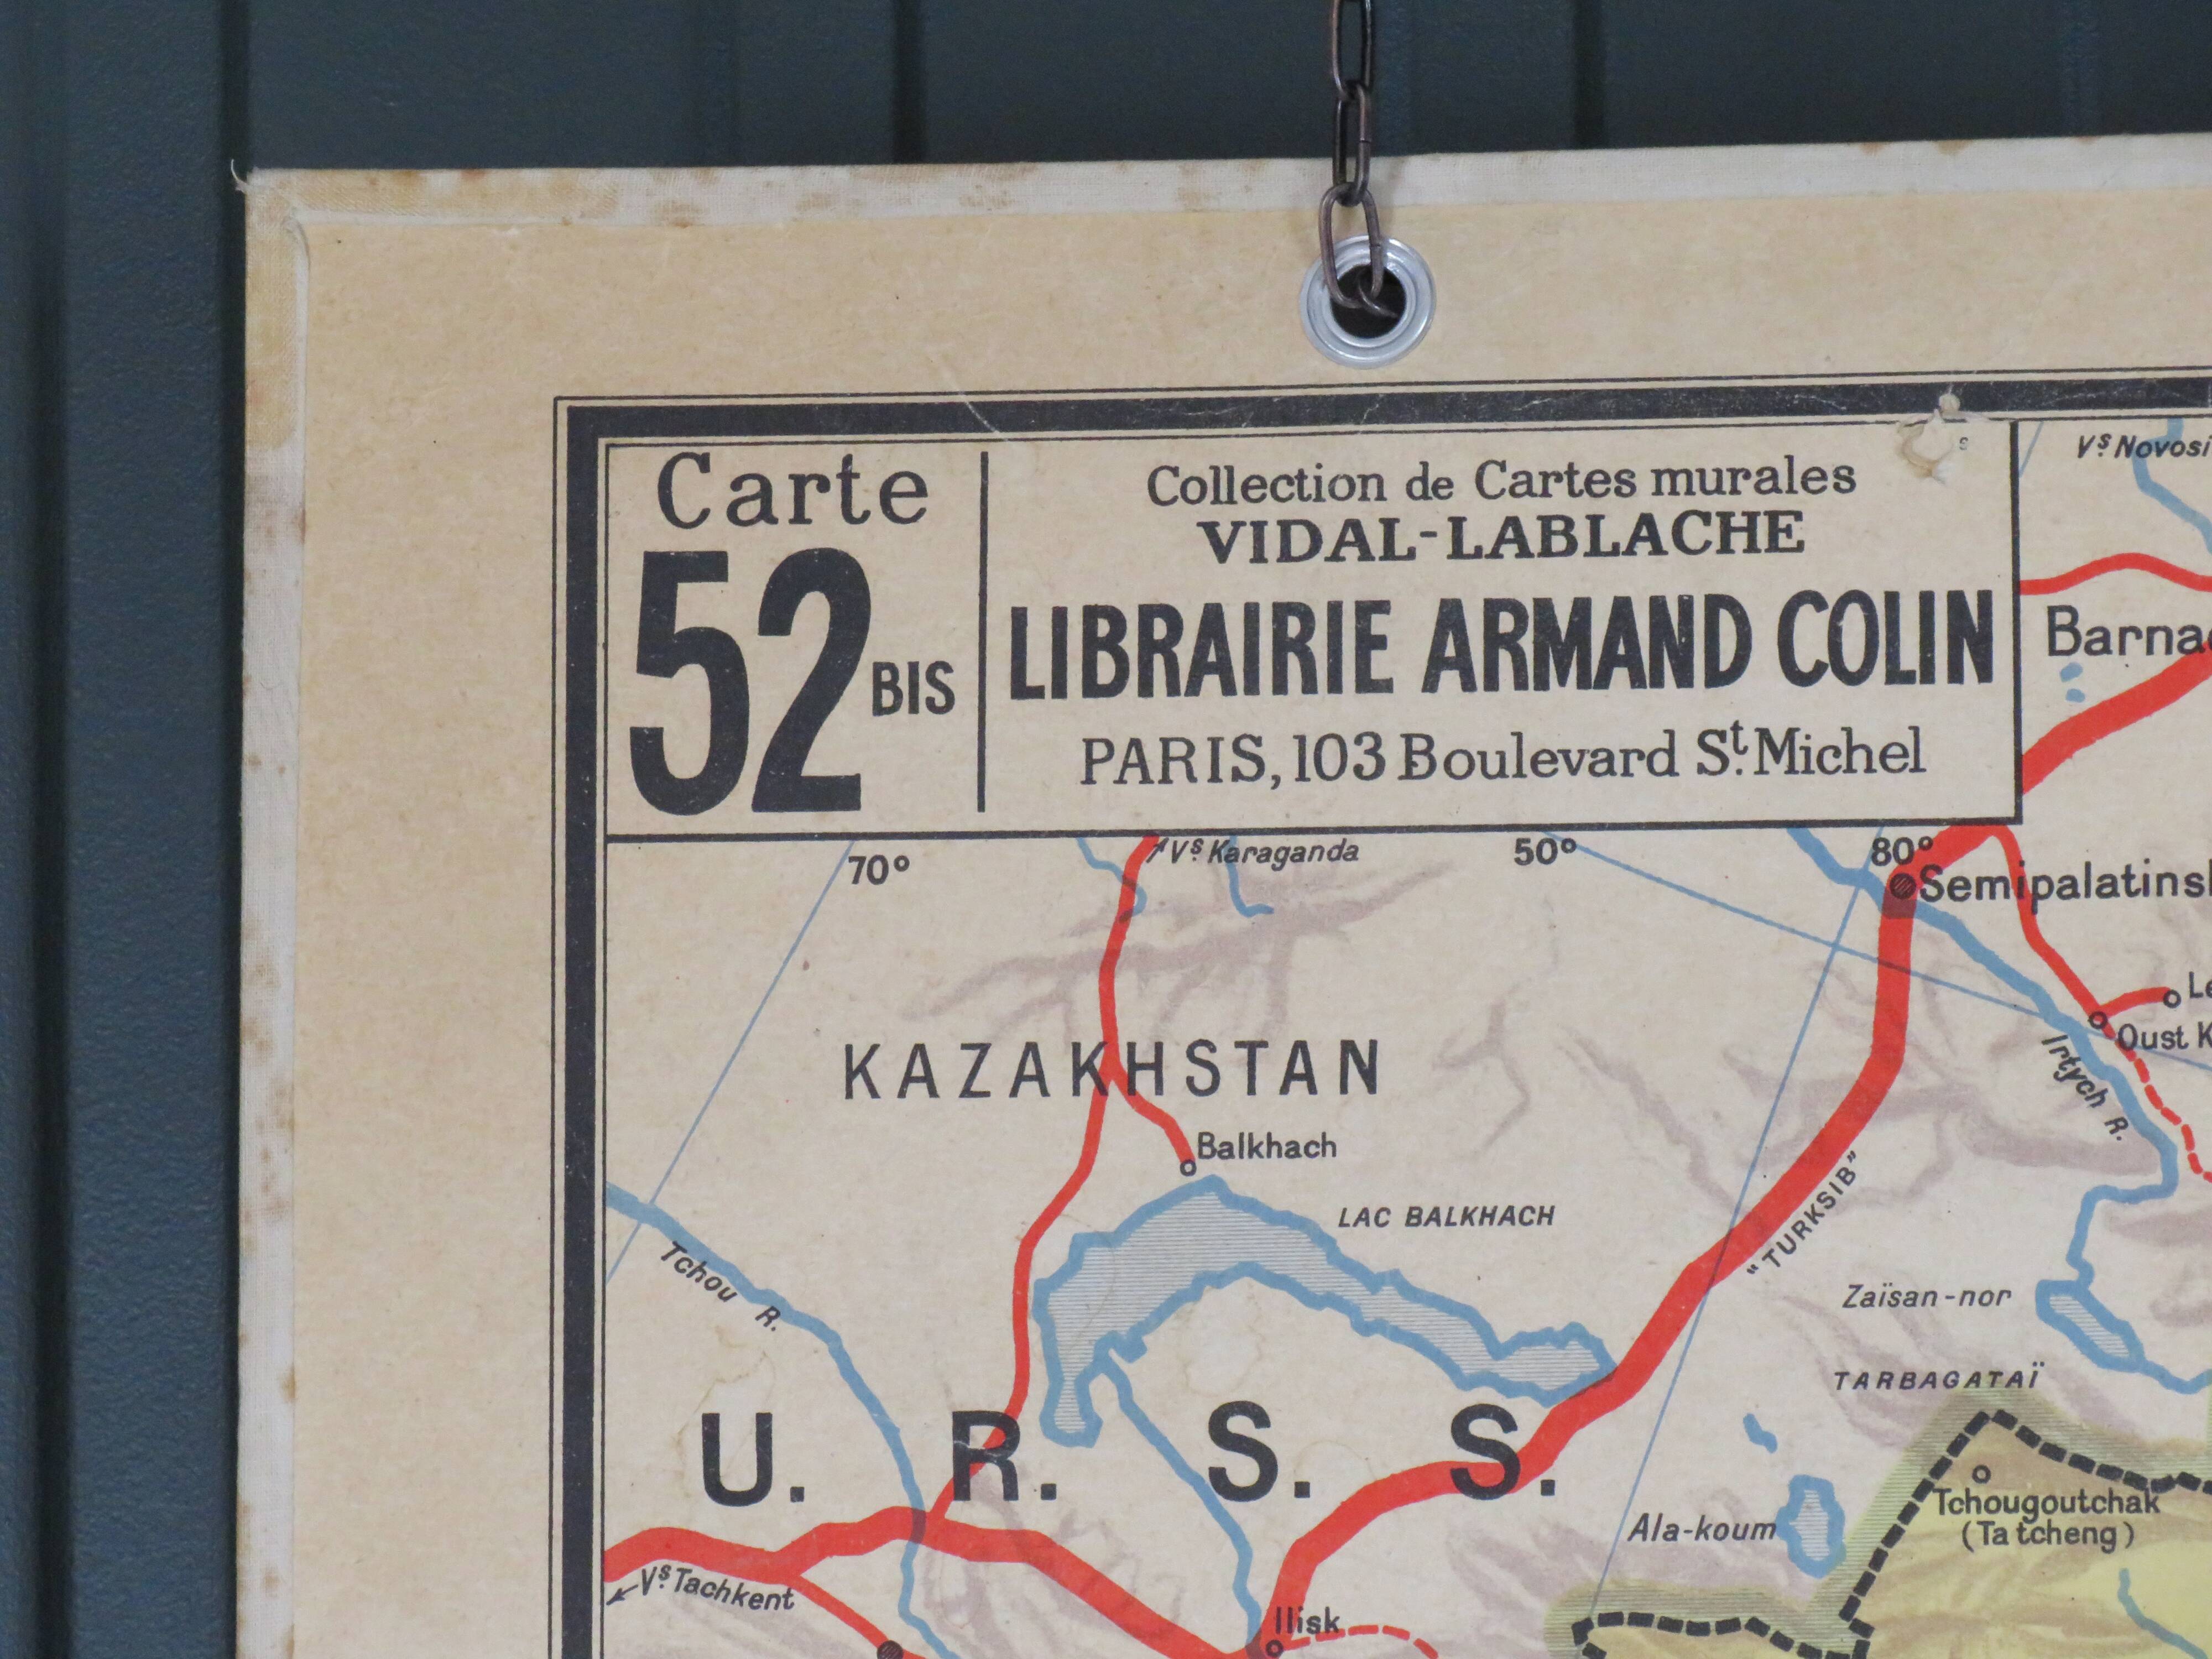 Carte
52 BIS
Collection de Cartes murales
VIDAL-LABLACHE
LIBRAIRIE ARMAND COLIN
PARIS, 103 Boulevard St. Michel
Vs Novosi
Barna
70°
Vs Karaganda
50°
80°
Semipalatinsk
Le
Oust K
Irtych R.
KAZAKHSTAN
Balkhach
LAC BALKHACH
"TURKSIB"
Tchou R.
Zaïsan-nor
TARBAGATAÏ
U. R. S. S.
Tchougoutchak
(Ta tcheng)
Ala-koum
Vs Tachkent
Ilisk